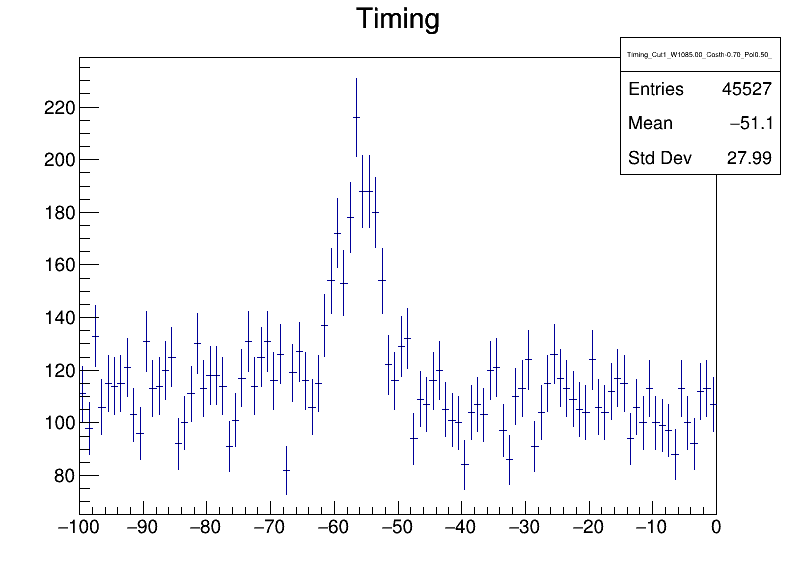 Timing
Timing_Cut1_W1085.00_Costh-0.70_Pol0.50_
Entries 45527
Mean −51.1
Std Dev 27.99
220
200
180
160
140
120
100
80
−100 −90 −80 −70 −60 −50 −40 −30 −20 −10 0